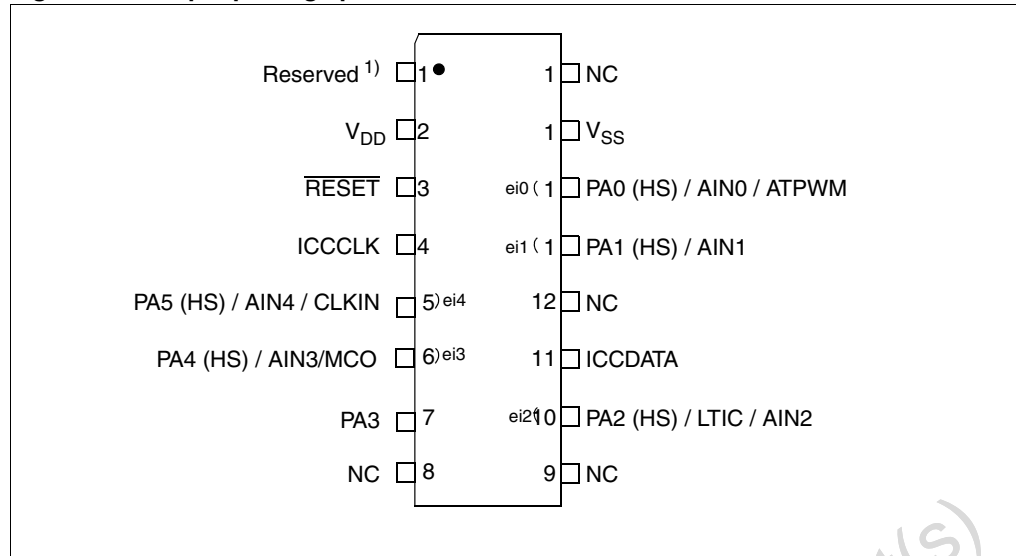 Reserved 1) 1 1 NC
VDD 2 1 VSS
RESET 3 ei0 ( 1 PA0 (HS) / AIN0 / ATPWM
ICCCLK 4 ei1 ( 1 PA1 (HS) / AIN1
PA5 (HS) / AIN4 / CLKIN 5 ) ei4 12 NC
PA4 (HS) / AIN3/MCO 6 ) ei3 11 ICCDATA
PA3 7 ei2 ( 10 PA2 (HS) / LTIC / AIN2
NC 8 9 NC